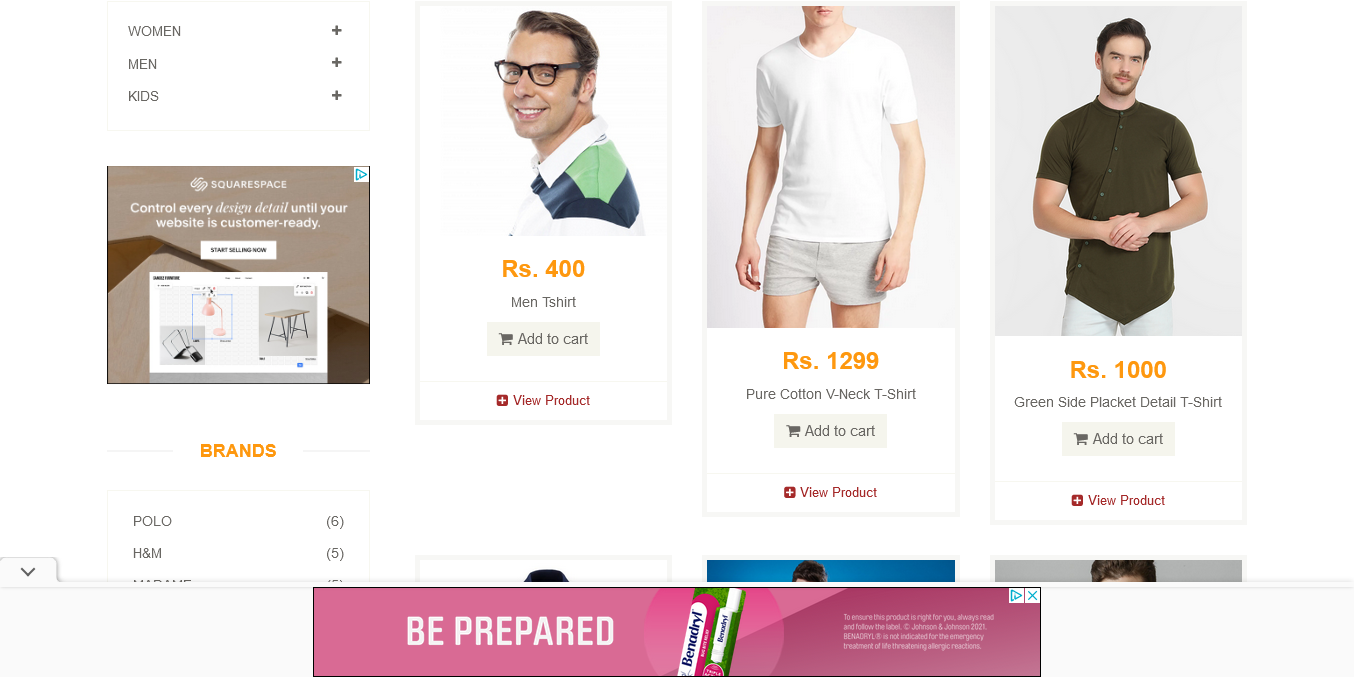 WOMEN
MEN
KIDS
SQUARESPACE
Control every design detail until your
website is customer-ready.
START SELLING NOW
BRANDS
POLO (6)
H&M (5)
Rs. 400
Men Tshirt
Add to cart
View Product
Rs. 1299
Pure Cotton V-Neck T-Shirt
Add to cart
View Product
Rs. 1000
Green Side Placket Detail T-Shirt
Add to cart
View Product
BE PREPARED
Benadryl
Benadryl
To ensure this product is right for you, always read
and follow the label. © Johnson & Johnson 2021.
BENADRYL® is not indicated for the emergency
treatment of life threatening allergic reactions.